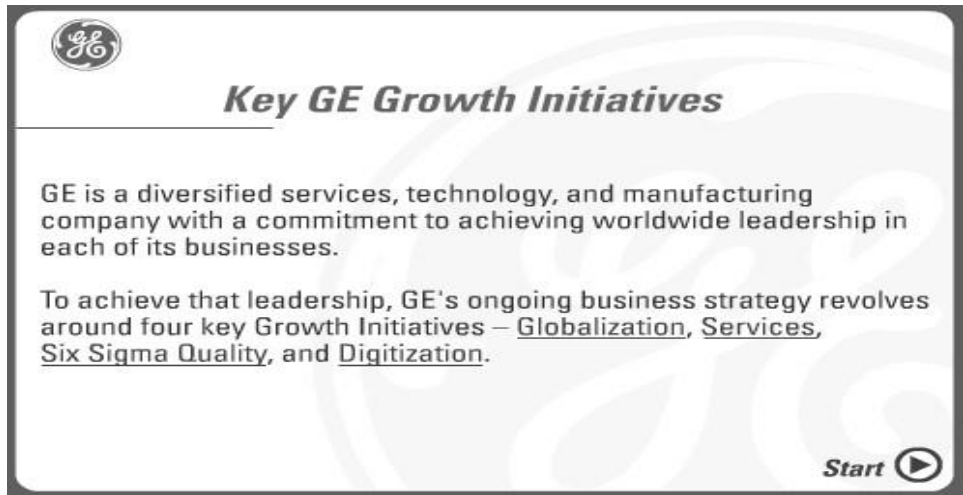 GE
Key GE Growth Initiatives
GE is a diversified services, technology, and manufacturing
company with a commitment to achieving worldwide leadership in
each of its businesses.
To achieve that leadership, GE's ongoing business strategy revolves
around four key Growth Initiatives – Globalization, Services,
Six Sigma Quality, and Digitization.
Start